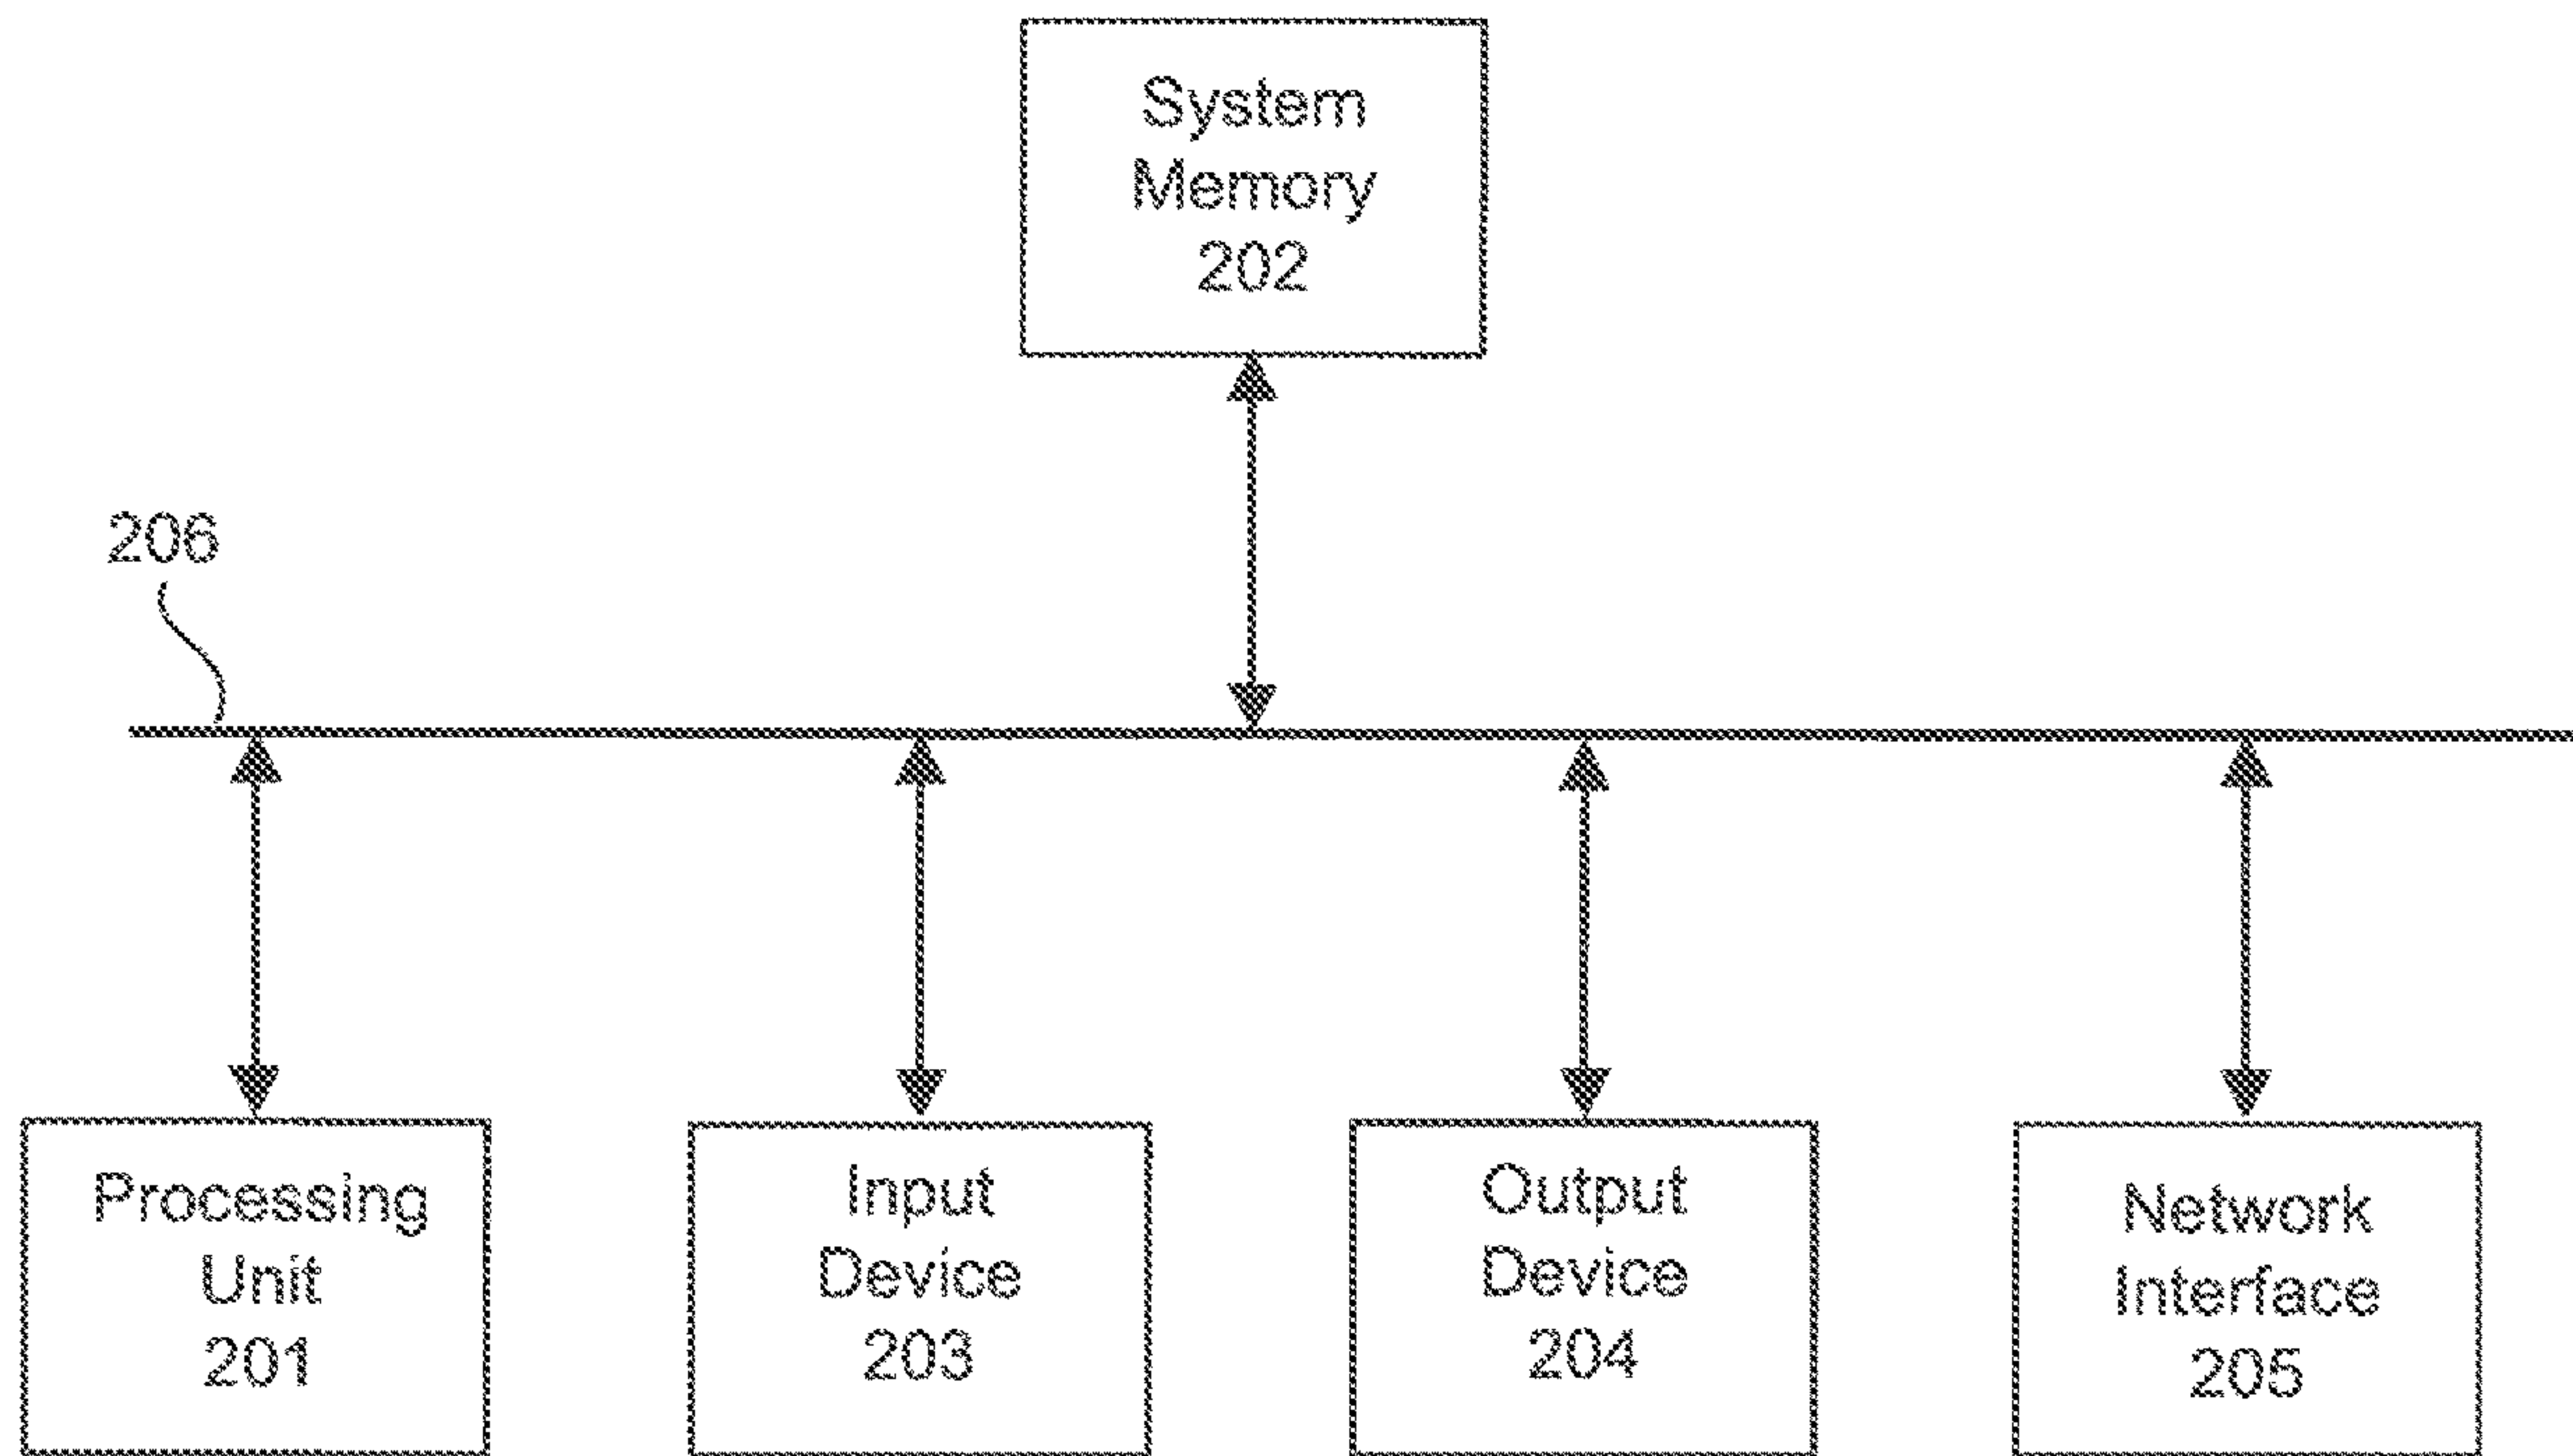 System
Memory
202
206
Processing
Unit
201
Input
Device
203
Output
Device
204
Network
Interface
205